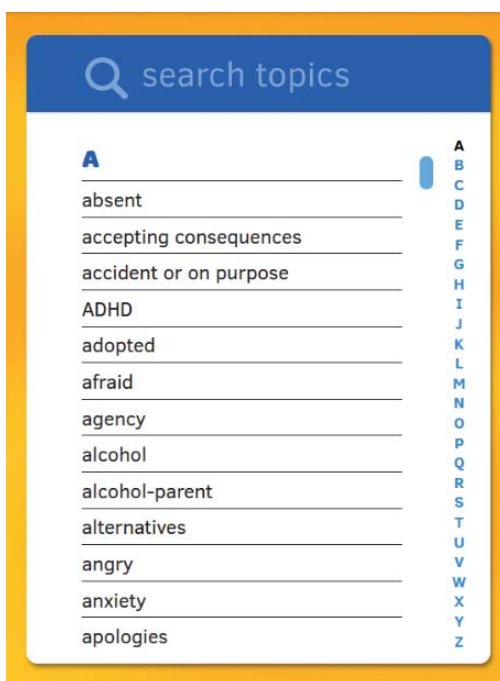 search topics
A
absent
accepting consequences
accident or on purpose
ADHD
adopted
afraid
agency
alcohol
alcohol-parent
alternatives
angry
anxiety
apologies
A
B
C
D
E
F
G
H
I
J
K
L
M
N
O
P
Q
R
S
T
U
V
W
X
Y
Z